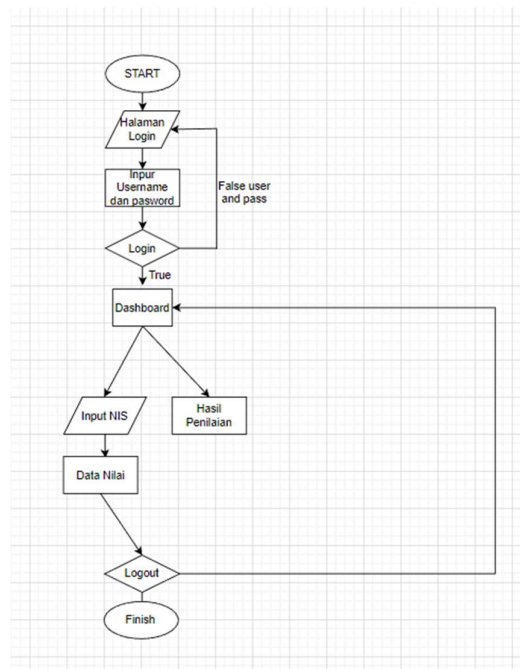 START
Halaman
Login
Inpur
Username
dan pasword
False user
and pass
Login
True
Dashboard
Input NIS
Hasil
Penilaian
Data Nilai
Logout
Finish